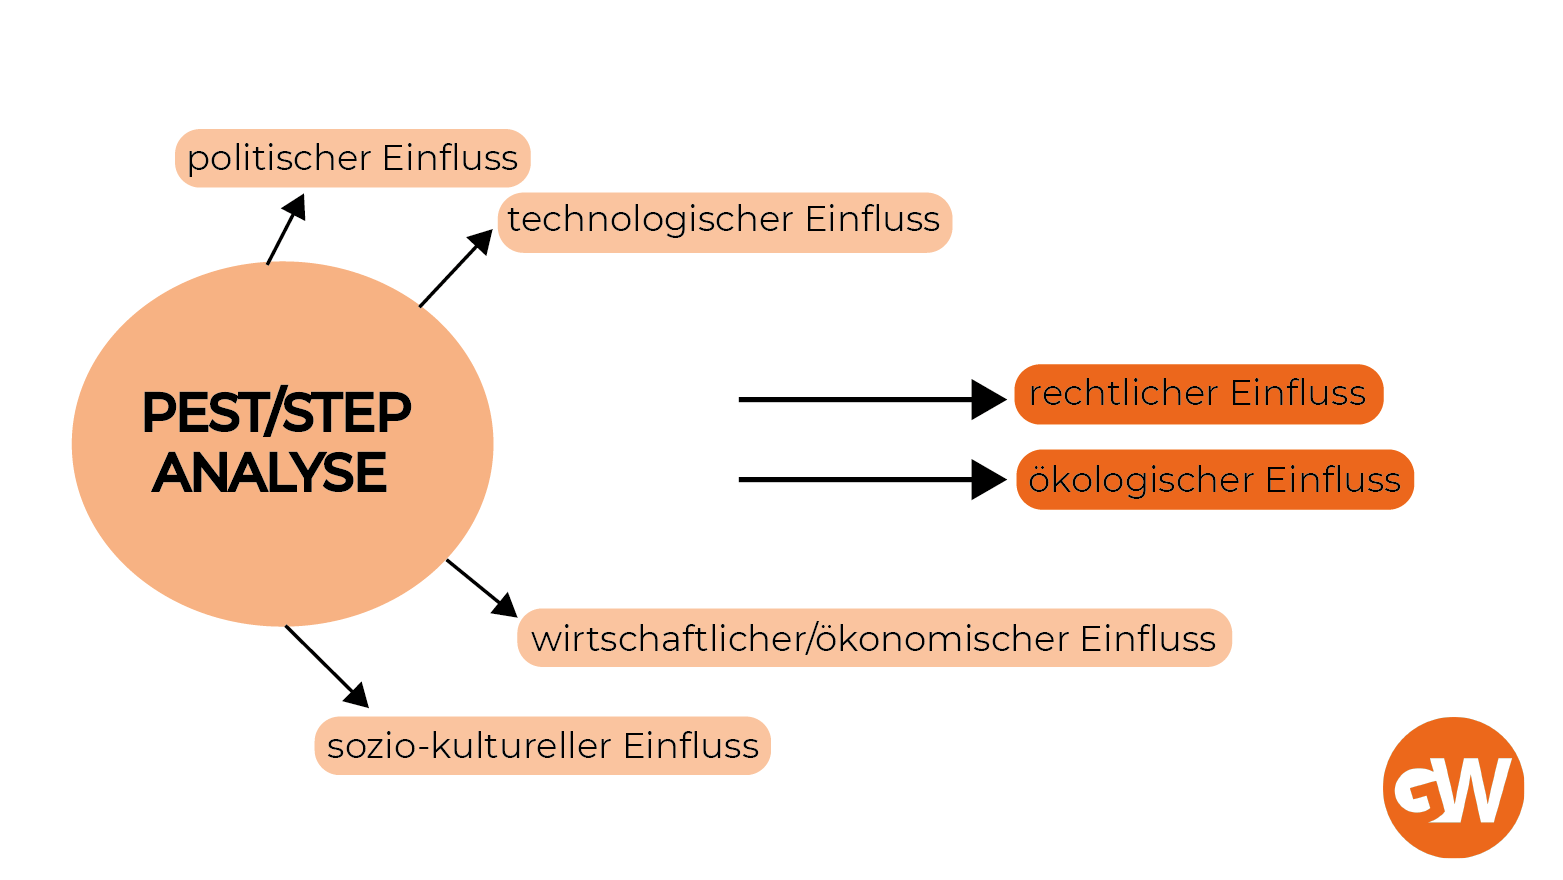 politischer Einfluss
technologischer Einfluss
PEST/STEP
ANALYSE
rechtlicher Einfluss
ökologischer Einfluss
wirtschaftlicher/ökonomischer Einfluss
sozio-kultureller Einfluss
GW